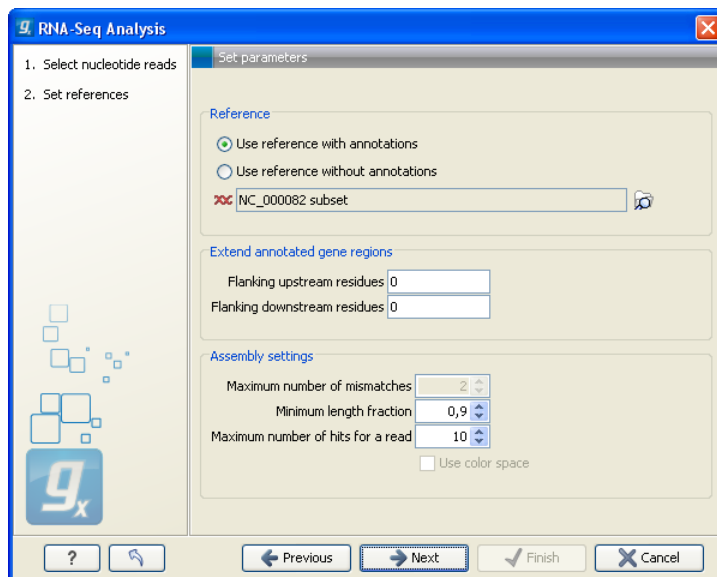 RNA-Seq Analysis
1. Select nucleotide reads
2. Set references
Set parameters
Reference
Use reference with annotations
Use reference without annotations
NC_000082 subset
Extend annotated gene regions
Flanking upstream residues 0
Flanking downstream residues 0
Assembly settings
Maximum number of mismatches 2
Minimum length fraction 0,9
Maximum number of hits for a read 10
Use color space
gx
? Previous Next Finish Cancel